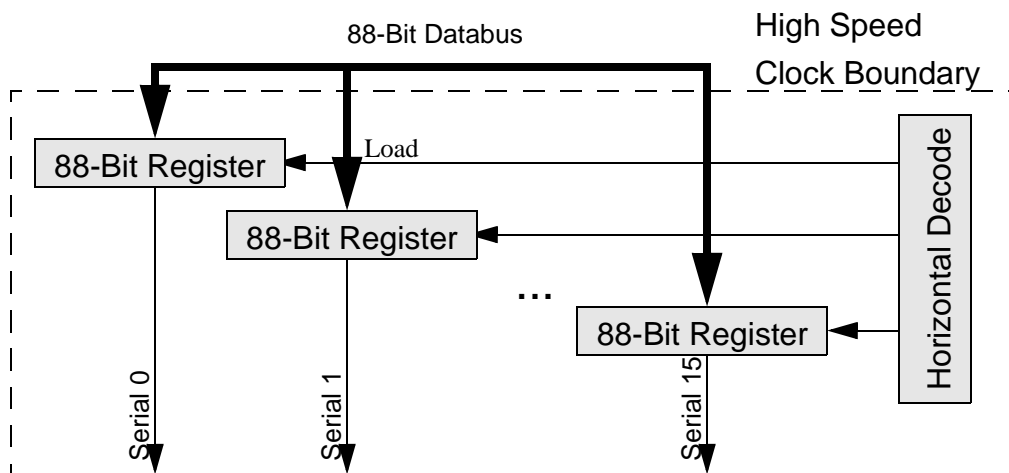 88-Bit Databus
High Speed
Clock Boundary
88-Bit Register
Load
88-Bit Register
...
88-Bit Register
Horizontal Decode
Serial 0
Serial 1
Serial 15